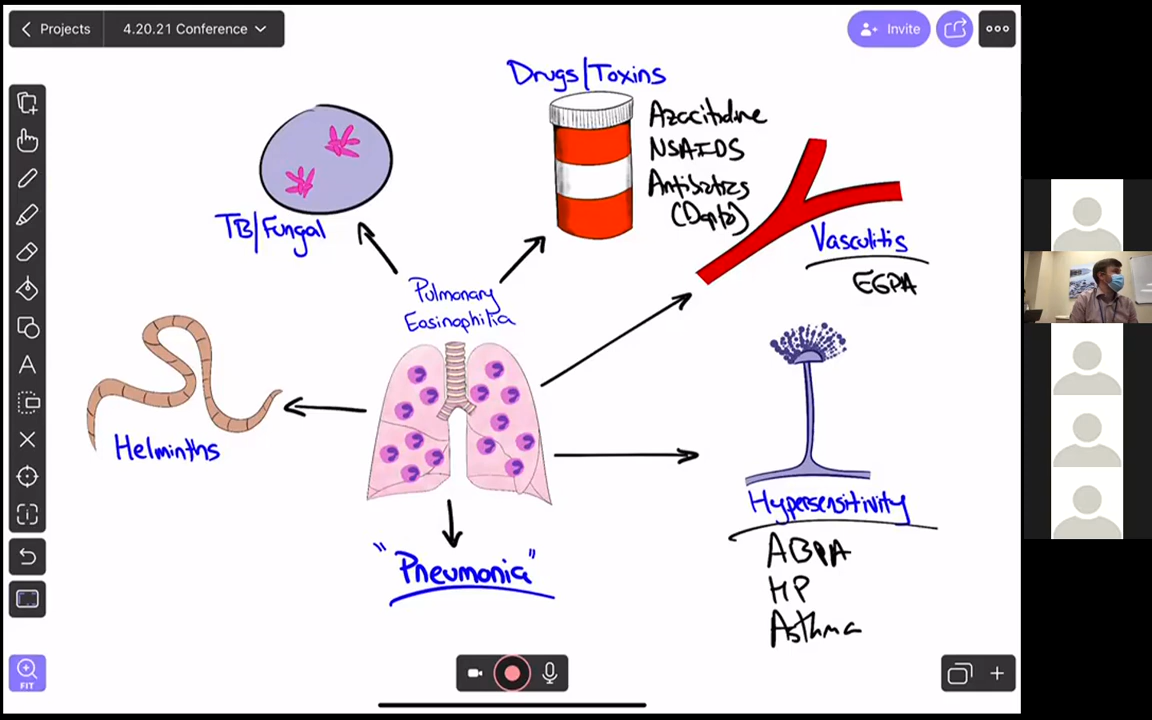 Projects
4.20.21 Conference
Invite
Drugs/Toxins
Azacitidine
NSAIDS
Antibiotics
(Dapto)
TB/Fungal
Vasculitis
EGPA
Pulmonary
Eosinophilia
Helminths
Hypersensitivity
ABPA
HP
Asthma
"Pneumonia"
A
FIT